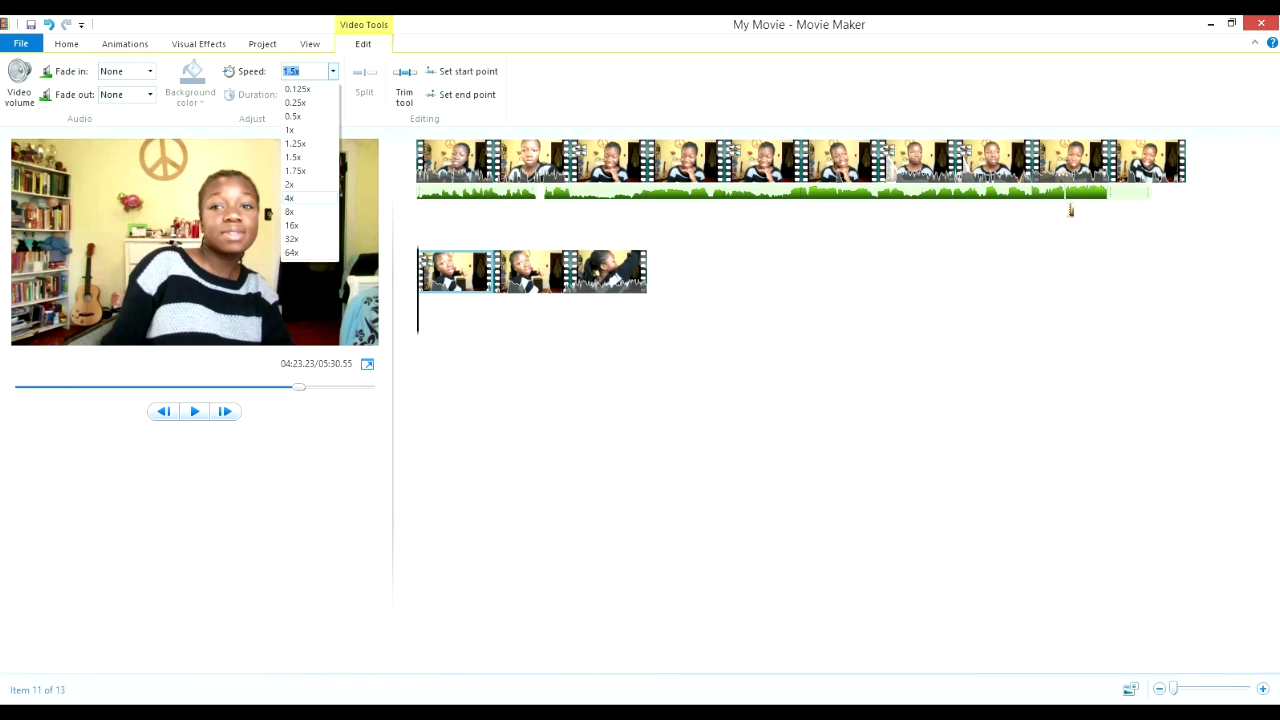 Video Tools
My Movie - Movie Maker
File Home Animations Visual Effects Project View Edit
Video volume
Fade in: None
Fade out: None
Audio
Background color
Speed: 1.5x
Duration:
Adjust
0.125x
0.25x
0.5x
1x
1.25x
1.5x
1.75x
2x
4x
8x
16x
32x
64x
Split
Trim tool
Set start point
Set end point
Editing
04:23.23/05:30.55
Item 11 of 13